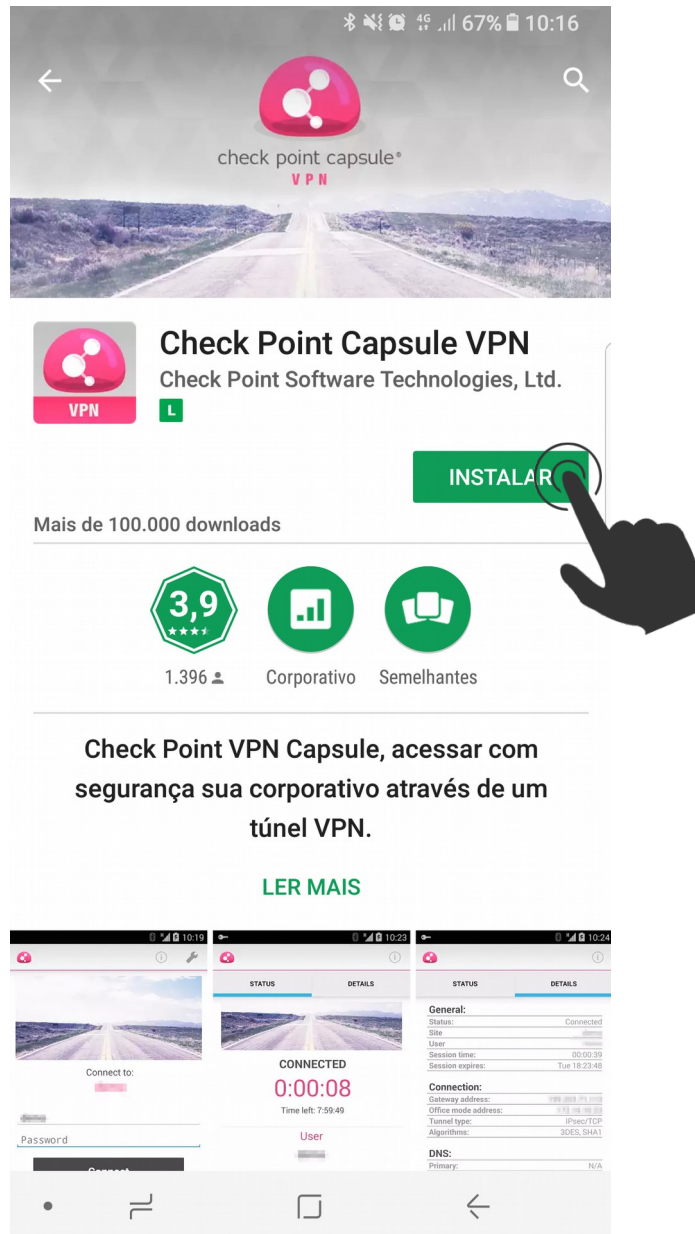 4G 67% 10:16
check point capsule®
VPN
Check Point Capsule VPN
Check Point Software Technologies, Ltd.
VPN
L
INSTALAR
Mais de 100.000 downloads
3,9
1.396 Corporativo Semelhantes
Check Point VPN Capsule, acessar com
segurança sua corporativo através de um
túnel VPN.
LER MAIS
10:19
Connect to:
Password
Connect
10:23
STATUS DETAILS
CONNECTED
0:00:08
Time left: 7:59:49
User
10:24
STATUS DETAILS
General:
Status: Connected
Site
User
Session time: 00:00:39
Session expires: Tue 18:23:48
Connection:
Gateway address:
Office mode address:
Tunnel type: IPsec/TCP
Algorithms: 3DES, SHA1
DNS:
Primary: N/A